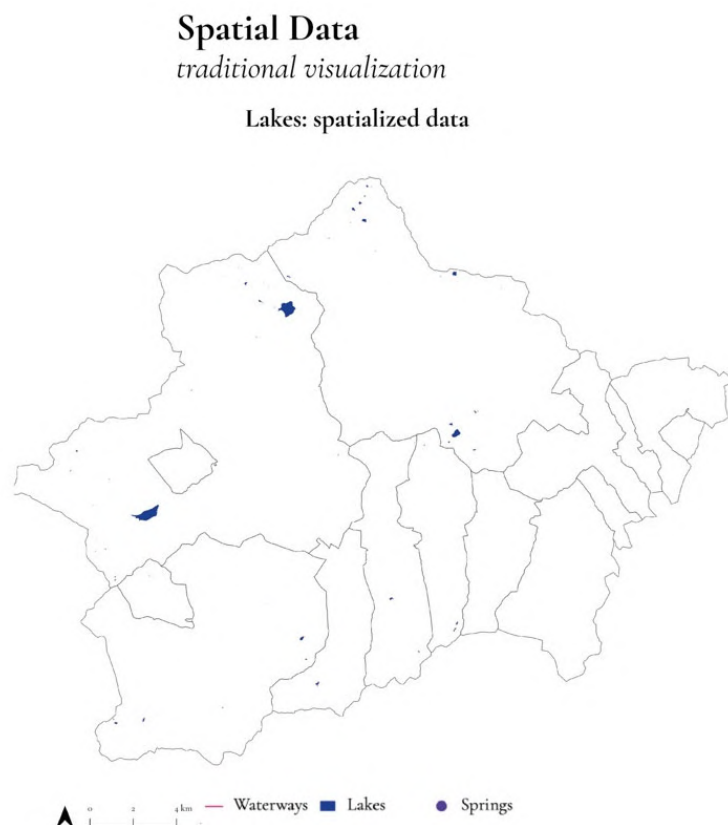 Spatial Data
traditional visualization
Lakes: spatialized data
0 2 4 km Waterways Lakes Springs